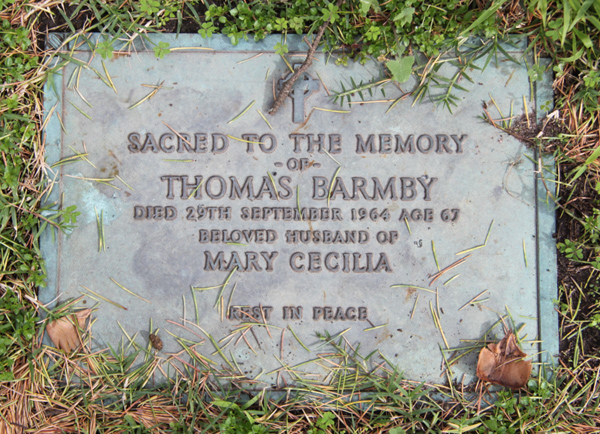 SACRED TO THE MEMORY
- OF -
THOMAS BARMBY
DIED 29TH SEPTEMBER 1964 AGE 67
BELOVED HUSBAND OF
MARY CECILIA
REST IN PEACE